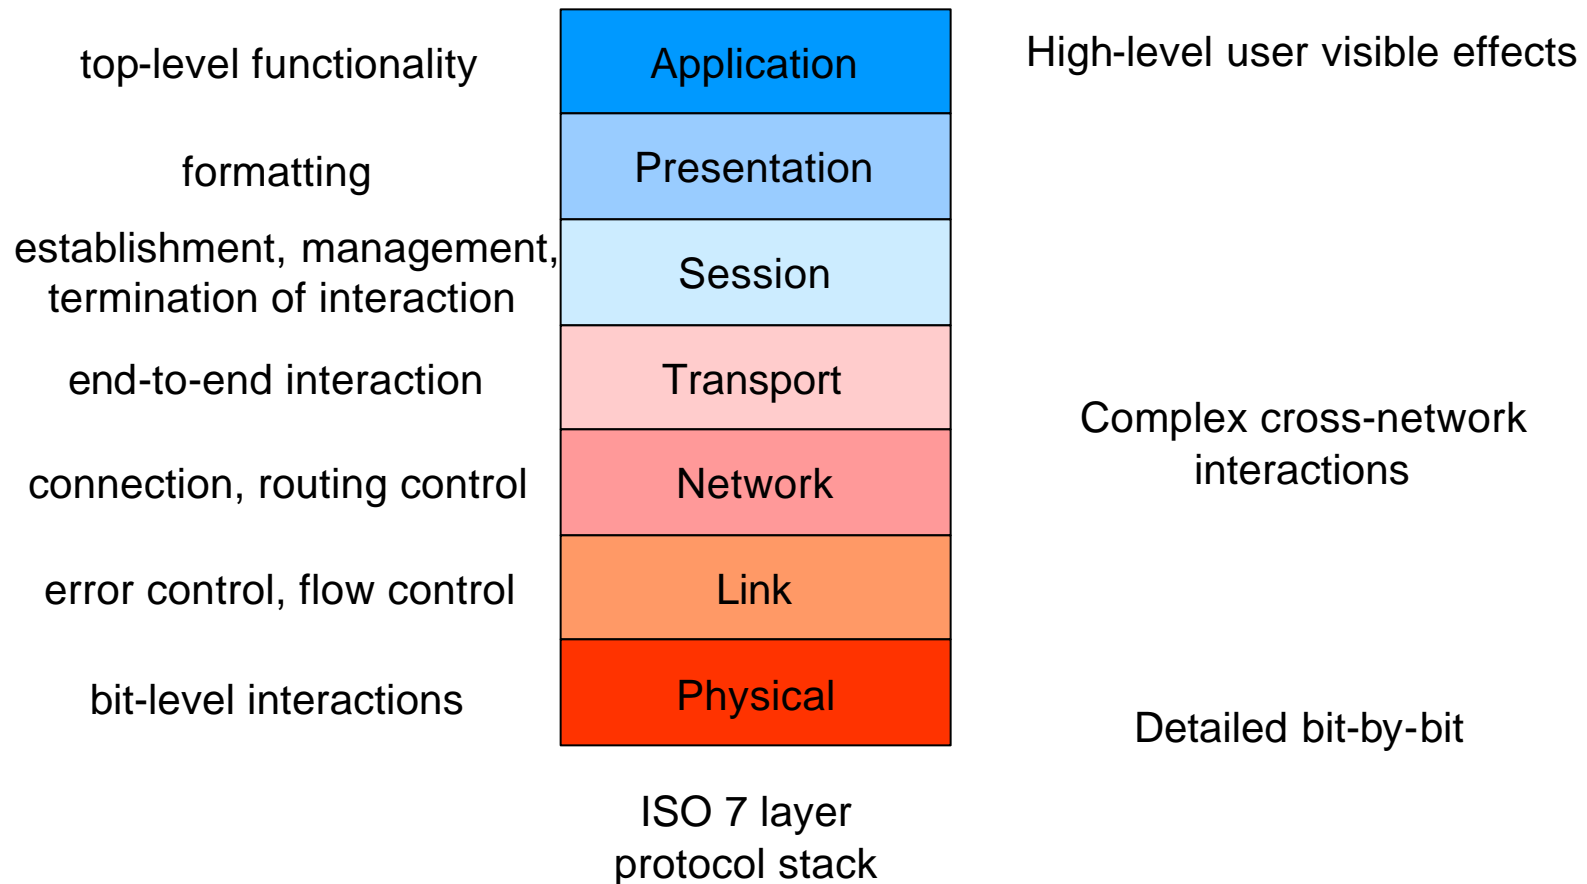 top-level functionality
Application
High-level user visible effects
formatting
Presentation
establishment, management,
termination of interaction
Session
end-to-end interaction
Transport
Complex cross-network
interactions
connection, routing control
Network
error control, flow control
Link
bit-level interactions
Physical
Detailed bit-by-bit
ISO 7 layer
protocol stack